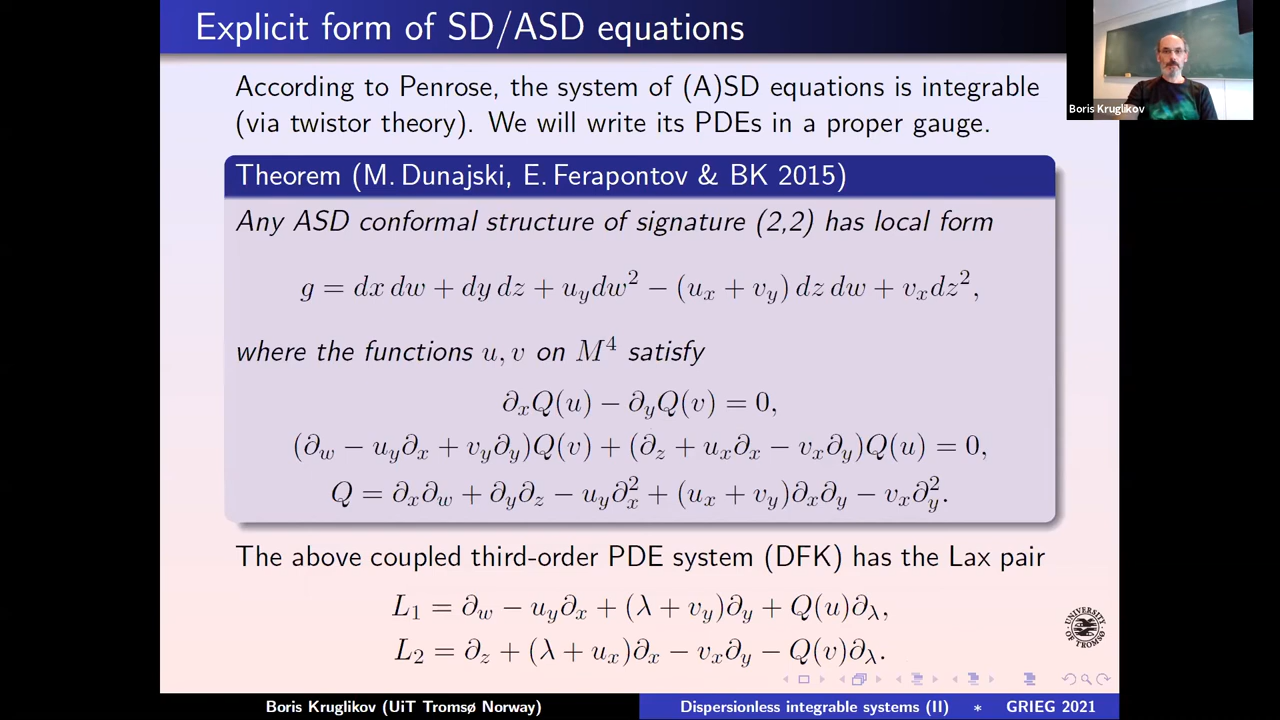 Explicit form of SD/ASD equations
Boris Kruglikov
According to Penrose, the system of (A)SD equations is integrable
(via twistor theory). We will write its PDEs in a proper gauge.
Theorem (M. Dunajski, E. Ferapontov & BK 2015)
Any ASD conformal structure of signature (2,2) has local form
g = dx dw + dy dz + u_y dw² − (u_x + v_y) dz dw + v_x dz²,
where the functions u, v on M⁴ satisfy
∂_xQ(u) − ∂_yQ(v) = 0,
(∂_w − u_y∂_x + v_y∂_y)Q(v) + (∂_z + u_x∂_x − v_x∂_y)Q(u) = 0,
Q = ∂_x∂_w + ∂_y∂_z − u_y∂_x² + (u_x + v_y)∂_x∂_y − v_x∂_y².
The above coupled third-order PDE system (DFK) has the Lax pair
L₁ = ∂_w − u_y∂_x + (λ + v_y)∂_y + Q(u)∂_λ,
L₂ = ∂_z + (λ + u_x)∂_x − v_x∂_y − Q(v)∂_λ.
UNIVERSITY OF TROMSØ
Boris Kruglikov (UiT Tromsø Norway) Dispersionless integrable systems (II) * GRIEG 2021